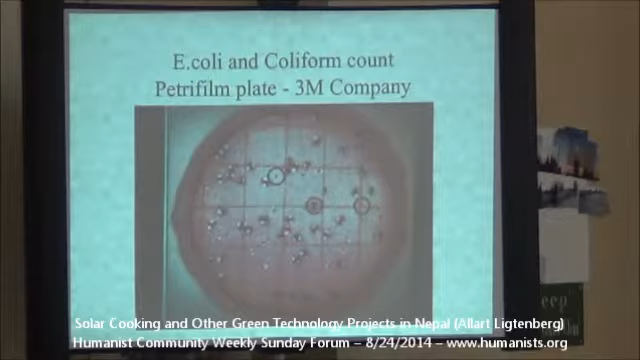 E.coli and Coliform count
Petrifilm plate - 3M Company
eep
Solar Cooking and Other Green Technology Projects in Nepal (Allart Ligtenberg)
Humanist Community Weekly Sunday Forum – 8/24/2014 – www.humanists.org